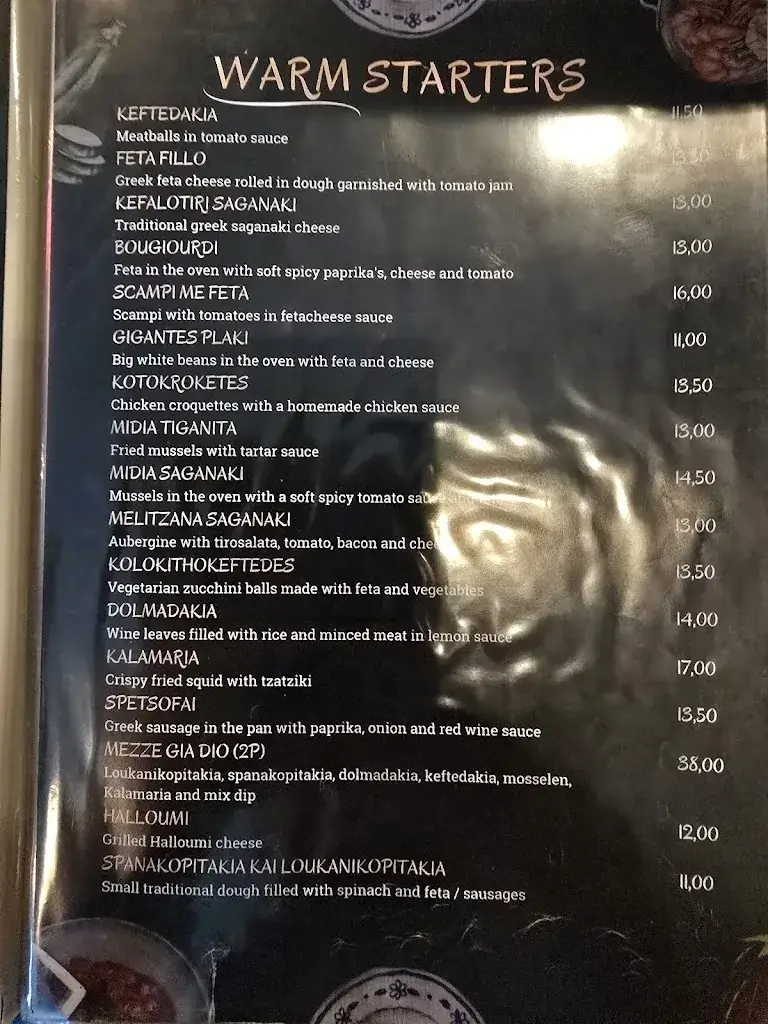 WARM STARTERS
KEFTEDAKIA 11,50
Meatballs in tomato sauce
FETA FILLO
Greek feta cheese rolled in dough garnished with tomato jam
KEFALOTIRI SAGANAKI 13,00
Traditional greek saganaki cheese
BOUGIOURDI 13,00
Feta in the oven with soft spicy paprika's, cheese and tomato
SCAMPI ME FETA 16,00
Scampi with tomatoes in fetacheese sauce
GIGANTES PLAKI 11,00
Big white beans in the oven with feta and cheese
KOTOKROKETES 13,50
Chicken croquettes with a homemade chicken sauce
MIDIA TIGANITA 13,00
Fried mussels with tartar sauce
MIDIA SAGANAKI 14,50
Mussels in the oven with a soft spicy tomato
MELITZANA SAGANAKI 13,00
Aubergine with tirosalata, tomato, bacon and
KOLOKITHOKEFTEDES 13,50
Vegetarian zucchini balls made with feta and vegetables
DOLMADAKIA 14,00
Wine leaves filled with rice and minced meat in lemon sauce
KALAMARIA 17,00
Crispy fried squid with tzatziki
SPETSOFAI 13,50
Greek sausage in the pan with paprika, onion and red wine sauce
MEZZE GIA DIO (2P) 38,00
Loukanikopitakia, spanakopitakia, dolmadakia, keftedakia, mosselen,
Kalamaria and mix dip
HALLOUMI 12,00
Grilled Halloumi cheese
SPANAKOPITAKIA KAI LOUKANIKOPITAKIA 11,00
Small traditional dough filled with spinach and feta / sausages